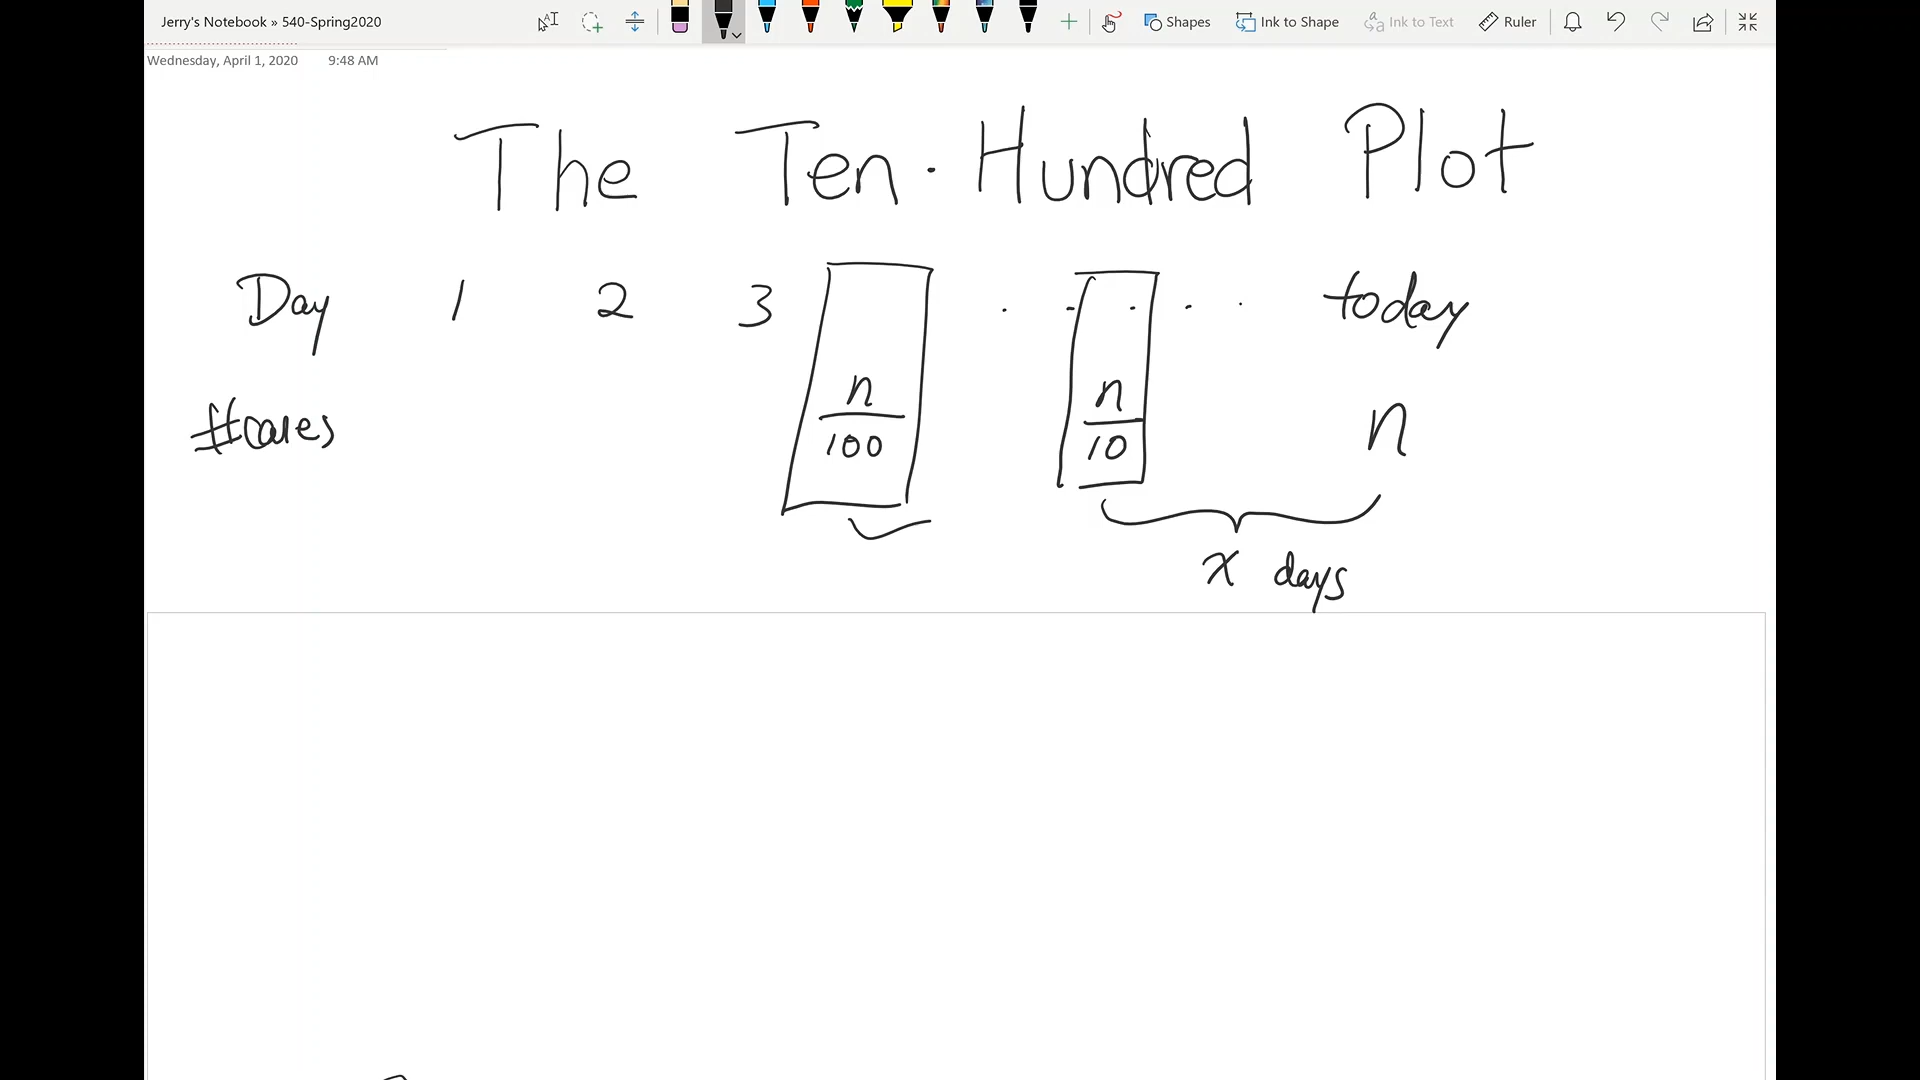 Jerry's Notebook » 540-Spring2020
Shapes Ink to Shape Ink to Text Ruler
Wednesday, April 1, 2020 9:48 AM
The Ten-Hundred Plot
Day 1 2 3 . . . . . today
#cases n/100 n/10 n
x days